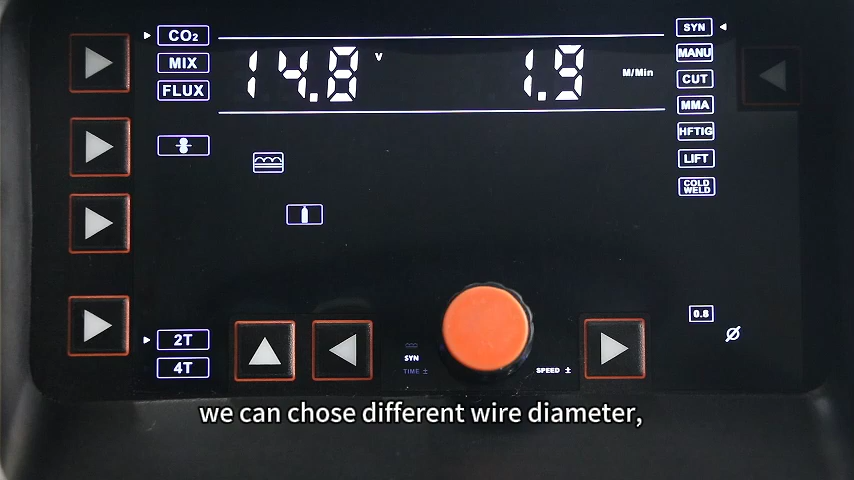 CO₂
MIX
FLUX
14.8 V
1.9 M/Min
SYN
MANU
CUT
MMA
HFTIG
LIFT
COLD
WELD
0.8
Ø
2T
4T
SYN
TIME ±
SPEED ±
we can chose different wire diameter,